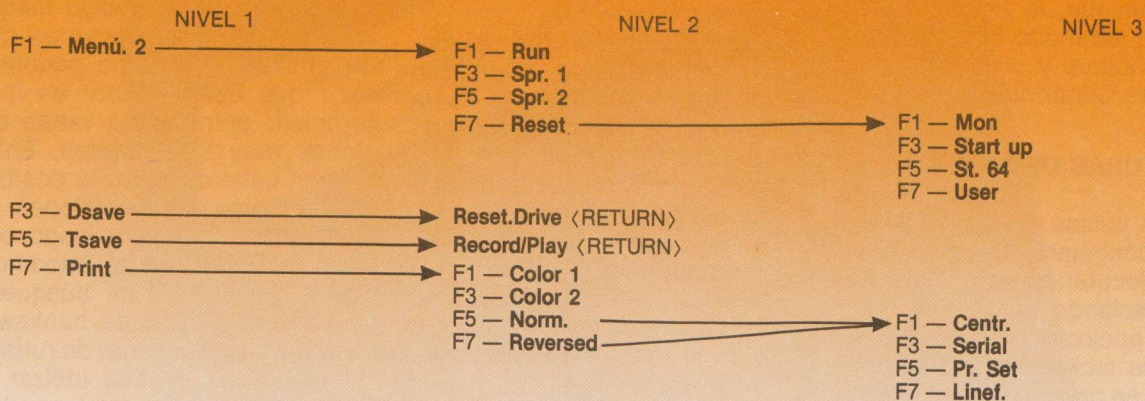 NIVEL 1
NIVEL 2
NIVEL 3
F1 — Menú. 2
F1 — Run
F3 — Spr. 1
F5 — Spr. 2
F7 — Reset
F1 — Mon
F3 — Start up
F5 — St. 64
F7 — User
F3 — Dsave
Reset.Drive ⟨RETURN⟩
F5 — Tsave
Record/Play ⟨RETURN⟩
F7 — Print
F1 — Color 1
F3 — Color 2
F5 — Norm.
F7 — Reversed
F1 — Centr.
F3 — Serial
F5 — Pr. Set
F7 — Linef.